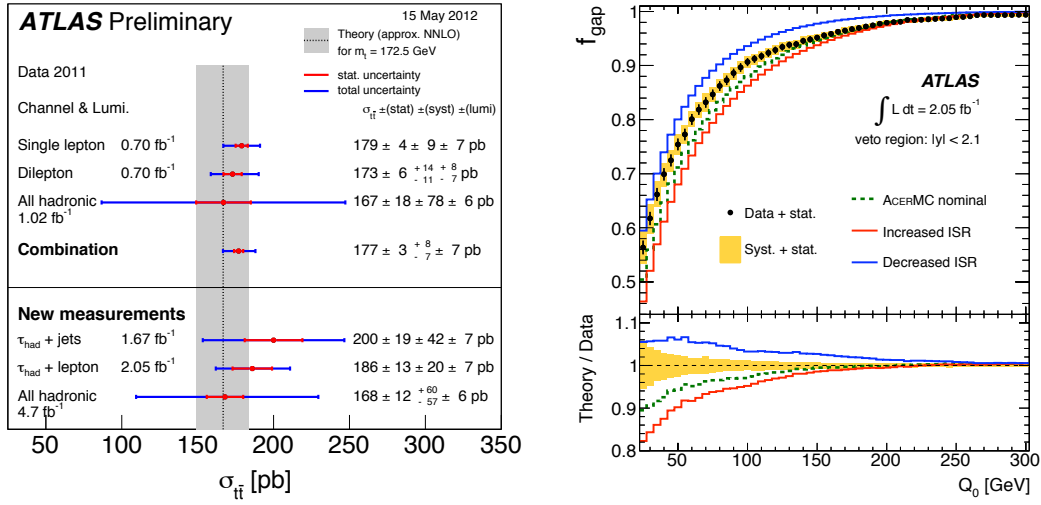 ATLAS Preliminary
15 May 2012
Theory (approx. NNLO)
for mₜ = 172.5 GeV
stat. uncertainty
total uncertainty
Data 2011
Channel & Lumi.
σₜt̄ ±(stat) ±(syst) ±(lumi)
Single lepton 0.70 fb⁻¹ 179 ± 4 ± 9 ± 7 pb
Dilepton 0.70 fb⁻¹ 173 ± 6 +14 -11 +8 -7 pb
All hadronic 167 ± 18 ± 78 ± 6 pb
1.02 fb⁻¹
Combination 177 ± 3 +8 -7 ± 7 pb
New measurements
τhad + jets 1.67 fb⁻¹ 200 ± 19 ± 42 ± 7 pb
τhad + lepton 2.05 fb⁻¹ 186 ± 13 ± 20 ± 7 pb
All hadronic 168 ± 12 +60 -57 ± 6 pb
4.7 fb⁻¹
50 100 150 200 250 300 350
σₜt̄ [pb]
fgap
1
0.9
0.8
0.7
0.6
0.5
ATLAS
∫ L dt = 2.05 fb⁻¹
veto region: |y| < 2.1
Data + stat.
Syst. + stat.
ACERMC nominal
Increased ISR
Decreased ISR
Theory / Data
1.1
1
0.9
0.8
50 100 150 200 250 300
Q₀ [GeV]